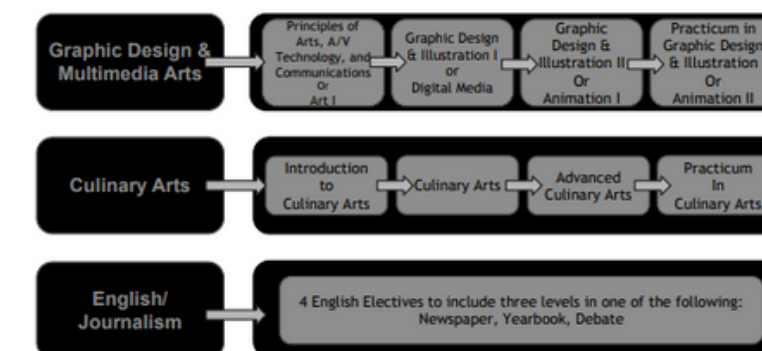 Graphic Design &
Multimedia Arts
Principles of
Arts, A/V
Technology, and
Communications
Or
Art I
Graphic Design
& Illustration I
or
Digital Media
Graphic
Design &
Illustration II
Or
Animation I
Practicum in
Graphic Design
& Illustration
Or
Animation II
Culinary Arts
Introduction
to
Culinary Arts
Culinary Arts
Advanced
Culinary Arts
Practicum
In
Culinary Arts
English/
Journalism
4 English Electives to include three levels in one of the following:
Newspaper, Yearbook, Debate